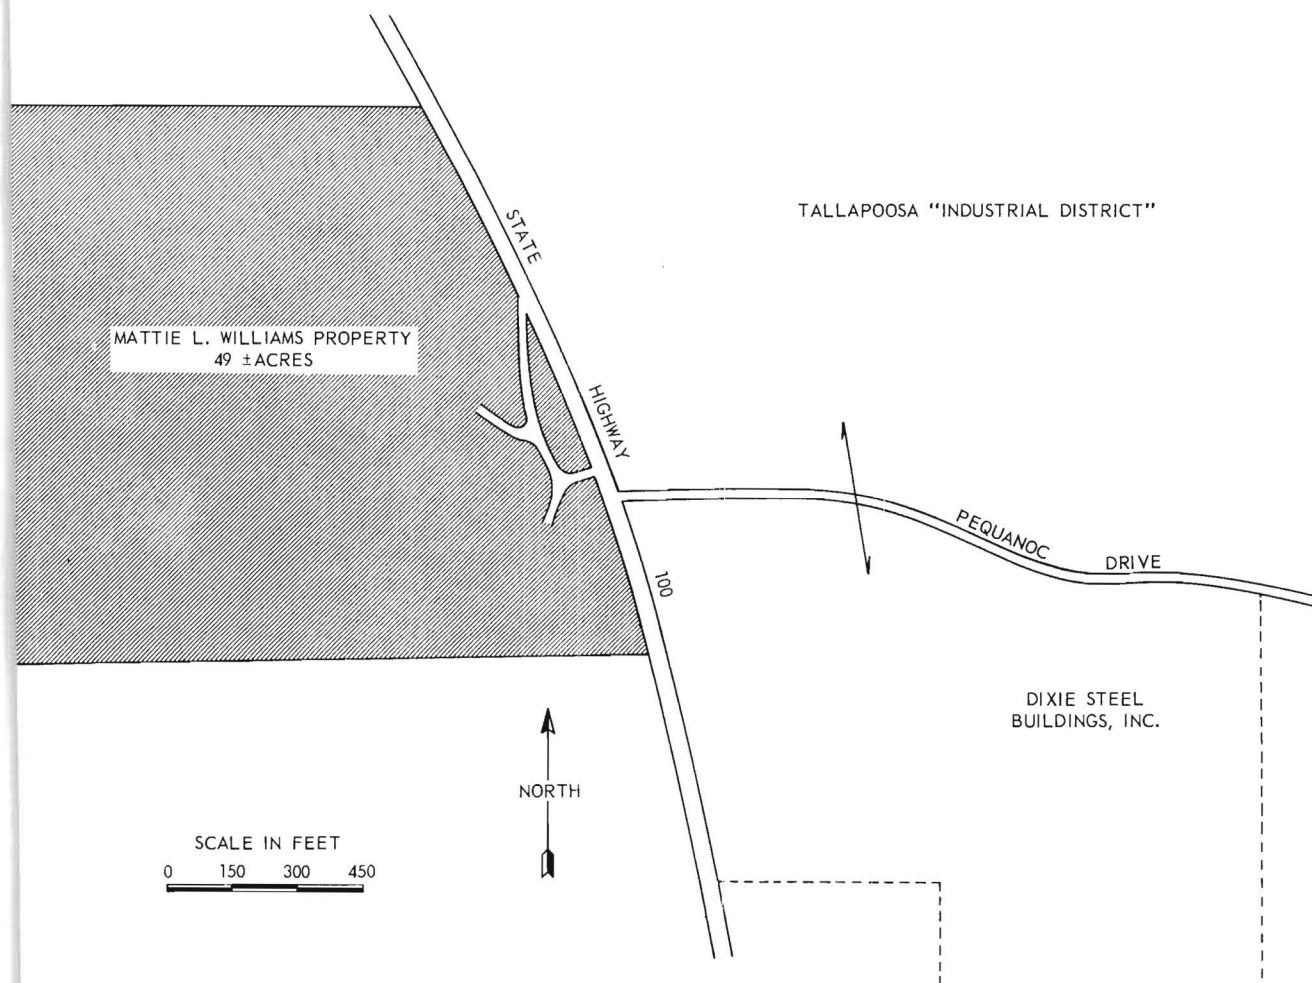 TALLAPOOSA "INDUSTRIAL DISTRICT"
STATE
HIGHWAY
100
MATTIE L. WILLIAMS PROPERTY
49 ±ACRES
PEQUANOC
DRIVE
DIXIE STEEL
BUILDINGS, INC.
NORTH
SCALE IN FEET
0 150 300 450